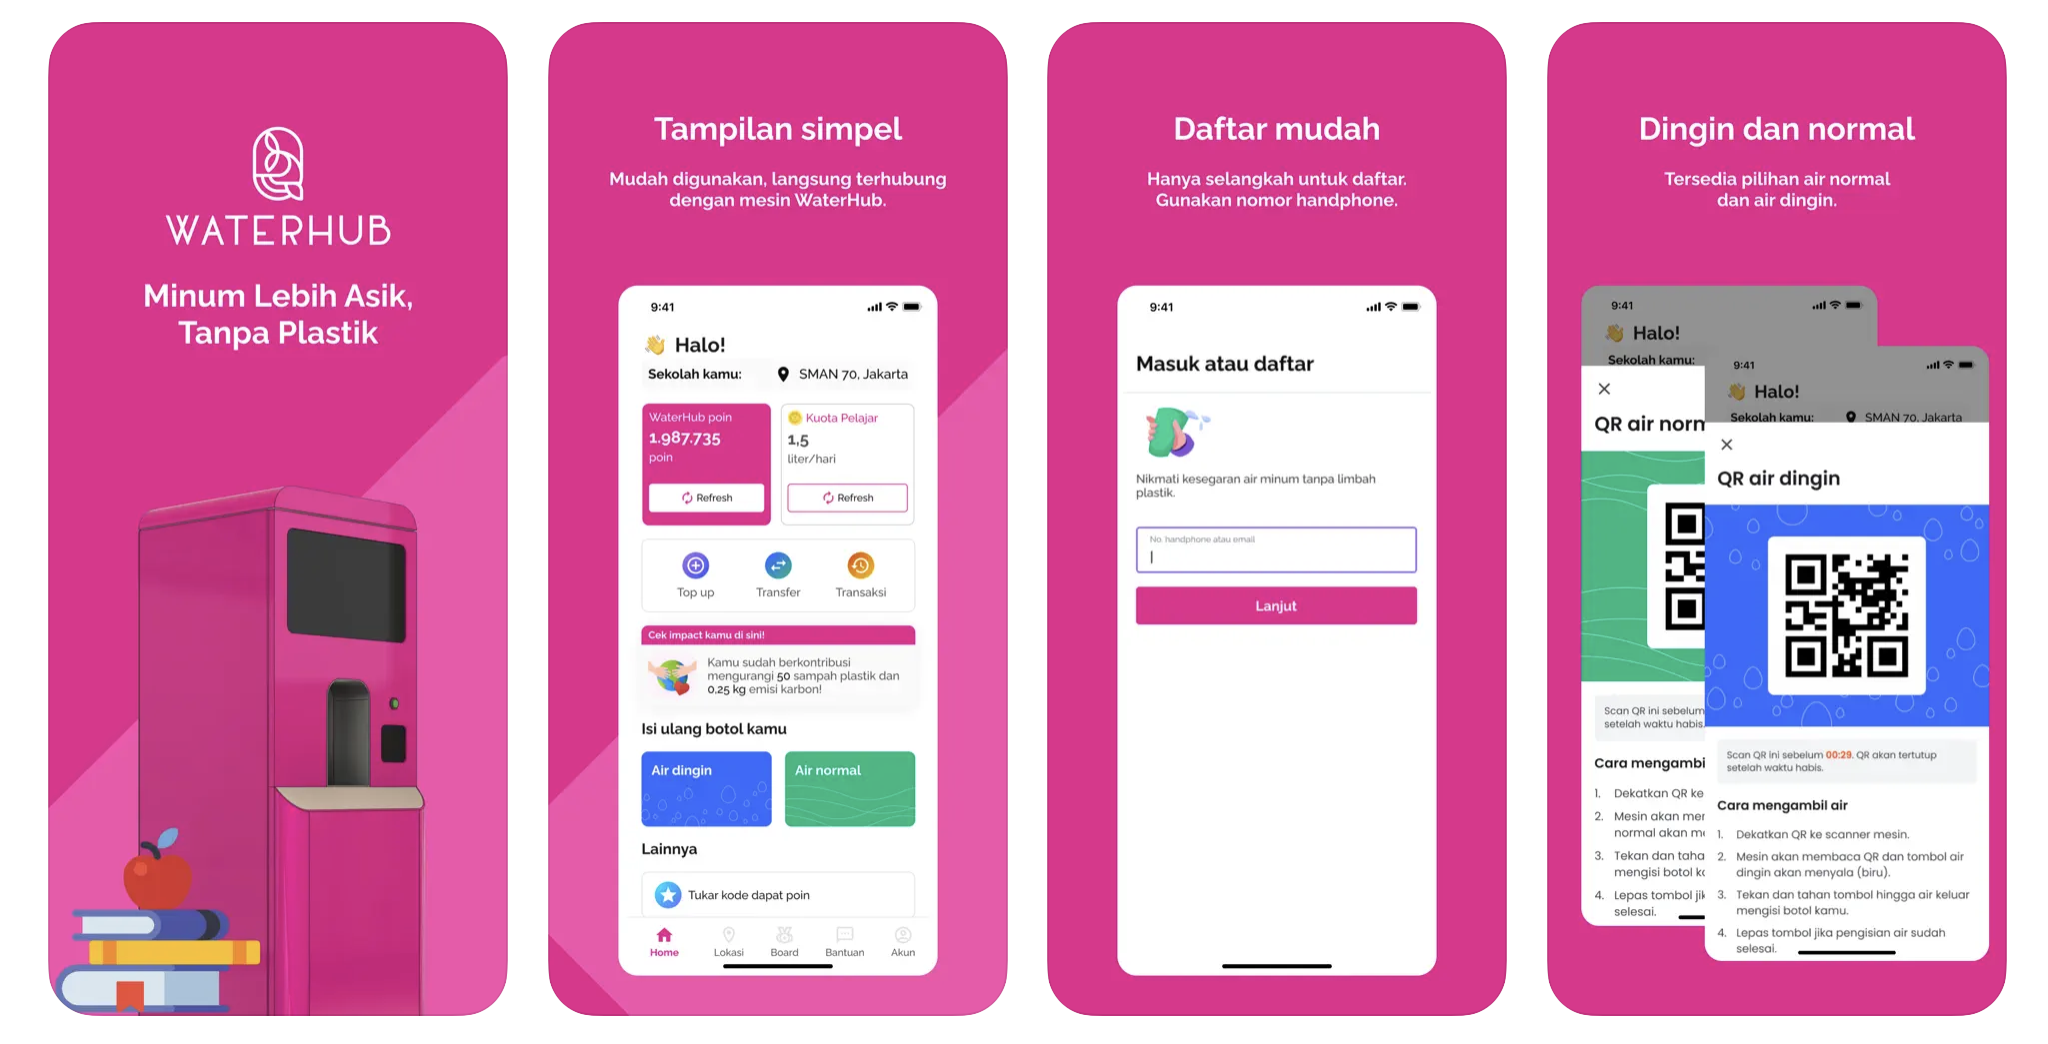 WATERHUB
Minum Lebih Asik,
Tanpa Plastik
Tampilan simpel
Mudah digunakan, langsung terhubung
dengan mesin WaterHub.
9:41
Halo!
Sekolah kamu:
SMAN 70, Jakarta
WaterHub poin
1.987.735
poin
Refresh
Kuota Pelajar
1,5
liter/hari
Refresh
Top up
Transfer
Transaksi
Cek impact kamu di sini!
Kamu sudah berkontribusi
mengurangi 50 sampah plastik dan
0,25 kg emisi karbon!
Isi ulang botol kamu
Air dingin
Air normal
Lainnya
Tukar kode dapat poin
Home
Lokasi
Board
Bantuan
Akun
Daftar mudah
Hanya selangkah untuk daftar.
Gunakan nomor handphone.
9:41
Masuk atau daftar
Nikmati kesegaran air minum tanpa limbah
plastik.
No. handphone atau email
Lanjut
Dingin dan normal
Tersedia pilihan air normal
dan air dingin.
9:41
Halo!
Sekolah kamu:
QR air norm
Scan QR ini sebelum
setelah waktu habis.
Cara mengambi
1. Dekatkan QR ke
2. Mesin akan mem
normal akan me
3. Tekan dan taha
mengisi botol ka
4. Lepas tombol jik
selesai.
9:41
Halo!
Sekolah kamu:
SMAN 70, Jakarta
QR air dingin
Scan QR ini sebelum 00:29. QR akan tertutup
setelah waktu habis.
Cara mengambil air
1. Dekatkan QR ke scanner mesin.
2. Mesin akan membaca QR dan tombol air
dingin akan menyala (biru).
3. Tekan dan tahan tombol hingga air keluar
mengisi botol kamu.
4. Lepas tombol jika pengisian air sudah
selesai.